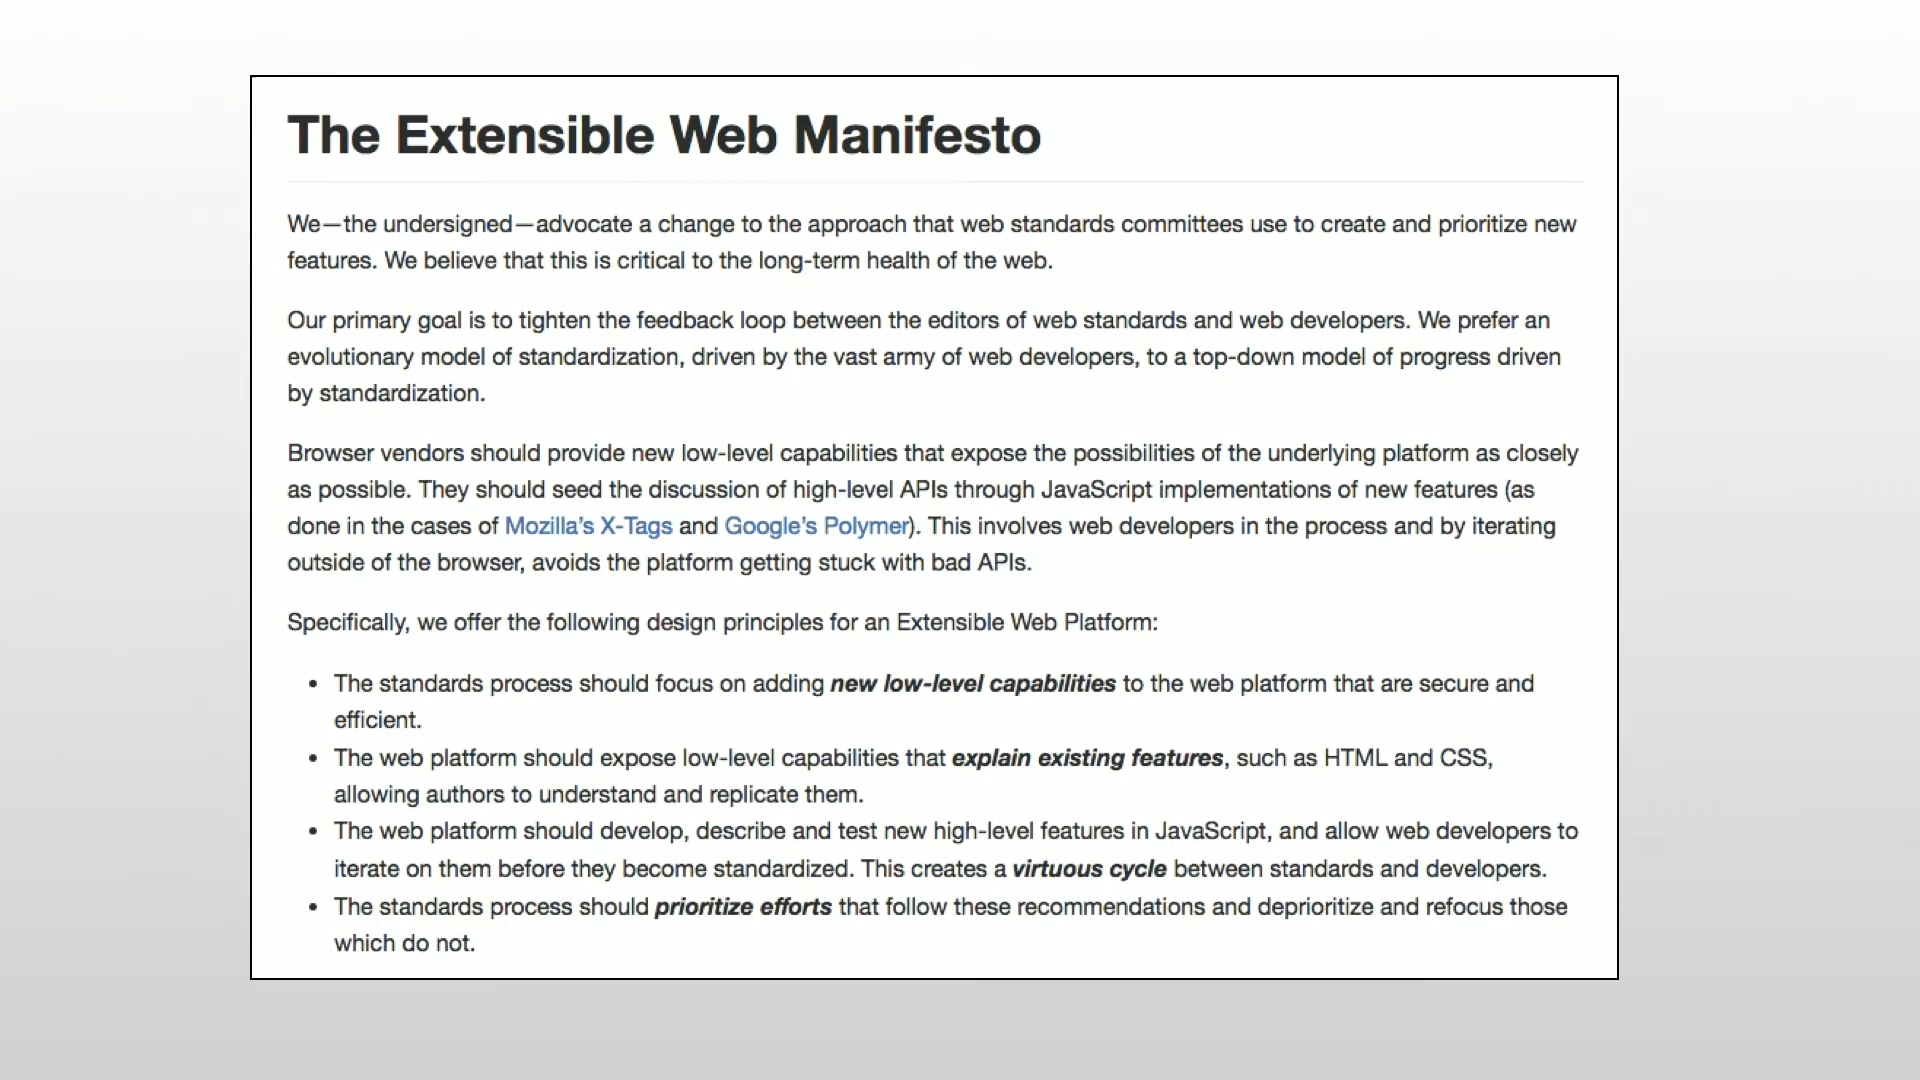 The Extensible Web Manifesto
We—the undersigned—advocate a change to the approach that web standards committees use to create and prioritize new
features. We believe that this is critical to the long-term health of the web.
Our primary goal is to tighten the feedback loop between the editors of web standards and web developers. We prefer an
evolutionary model of standardization, driven by the vast army of web developers, to a top-down model of progress driven
by standardization.
Browser vendors should provide new low-level capabilities that expose the possibilities of the underlying platform as closely
as possible. They should seed the discussion of high-level APIs through JavaScript implementations of new features (as
done in the cases of Mozilla’s X-Tags and Google’s Polymer). This involves web developers in the process and by iterating
outside of the browser, avoids the platform getting stuck with bad APIs.
Specifically, we offer the following design principles for an Extensible Web Platform:
• The standards process should focus on adding new low-level capabilities to the web platform that are secure and
efficient.
• The web platform should expose low-level capabilities that explain existing features, such as HTML and CSS,
allowing authors to understand and replicate them.
• The web platform should develop, describe and test new high-level features in JavaScript, and allow web developers to
iterate on them before they become standardized. This creates a virtuous cycle between standards and developers.
• The standards process should prioritize efforts that follow these recommendations and deprioritize and refocus those
which do not.